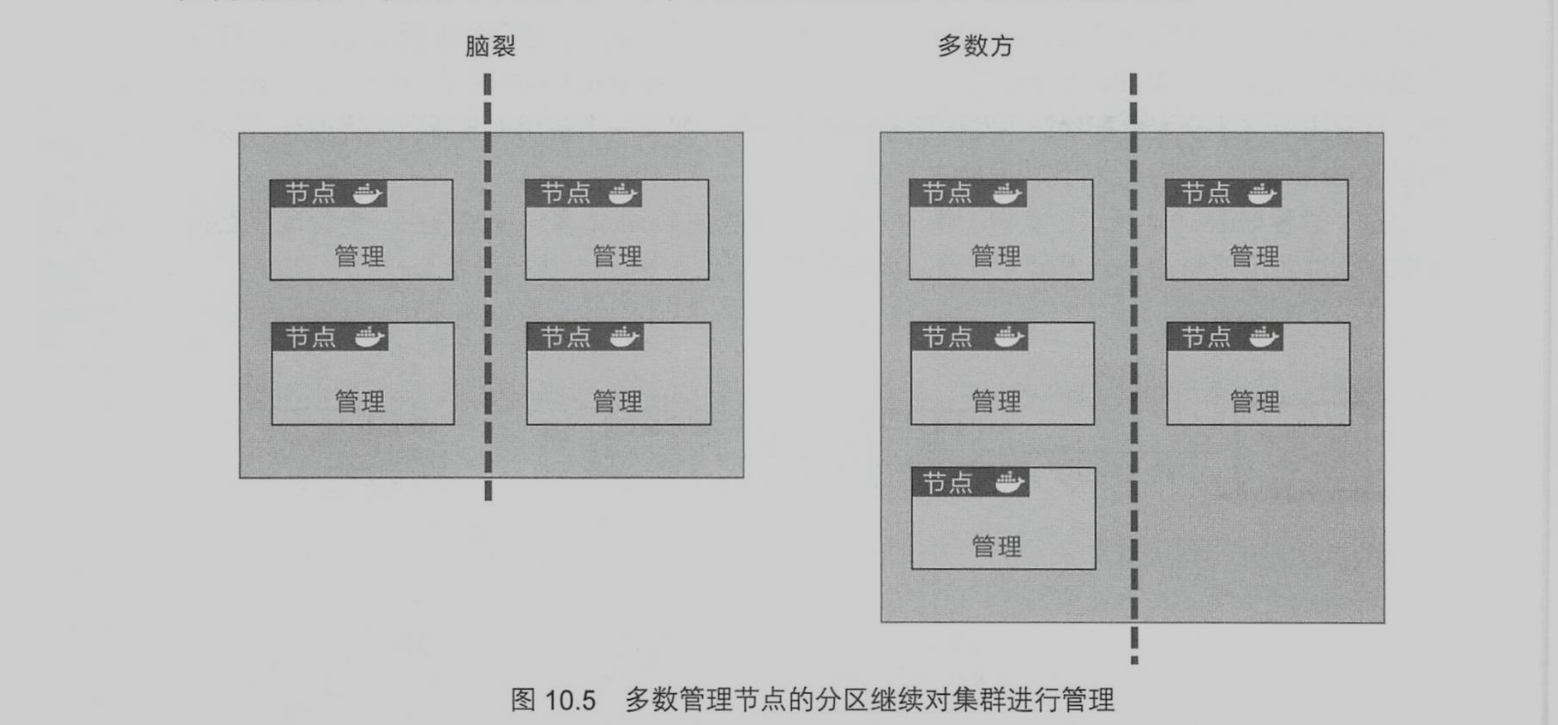 脑裂
多数方
节点
节点
节点
节点
管理
管理
管理
管理
节点
节点
节点
节点
管理
管理
管理
管理
节点
管理
图 10.5 多数管理节点的分区继续对集群进行管理